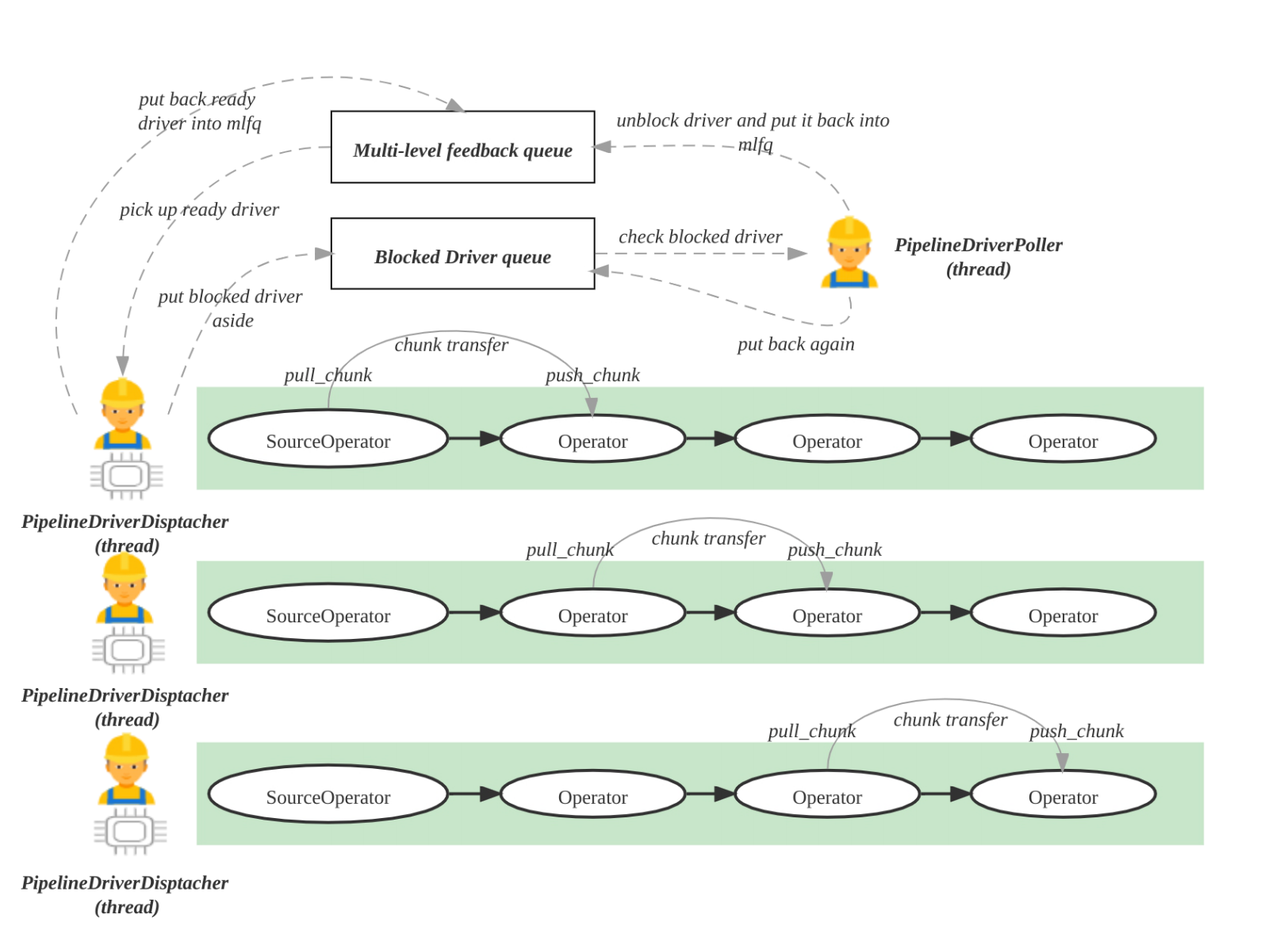 put back ready
driver into mlfq
Multi-level feedback queue
unblock driver and put it back into
mlfq
pick up ready driver
Blocked Driver queue
check blocked driver
PipelineDriverPoller
(thread)
put blocked driver
aside
put back again
chunk transfer
pull_chunk
push_chunk
SourceOperator
Operator
Operator
Operator
PipelineDriverDisptacher
(thread)
chunk transfer
pull_chunk
push_chunk
SourceOperator
Operator
Operator
Operator
PipelineDriverDisptacher
(thread)
chunk transfer
pull_chunk
push_chunk
SourceOperator
Operator
Operator
Operator
PipelineDriverDisptacher
(thread)